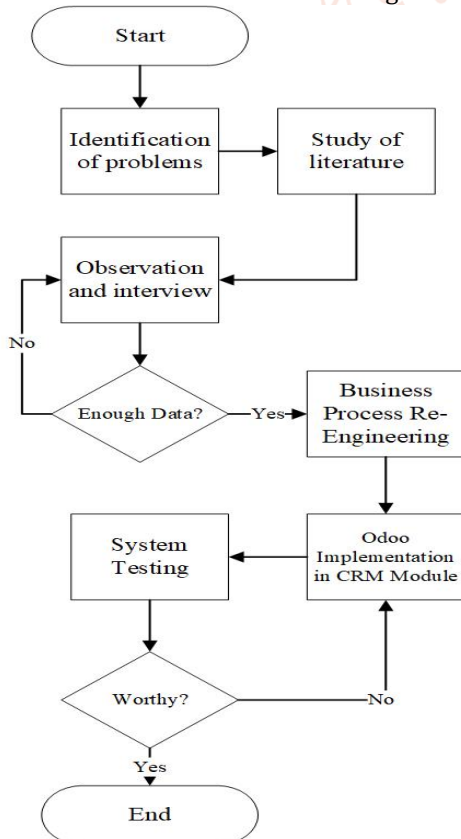 Start
Identification
of problems
Study of
literature
Observation
and interview
No
Enough Data?
Yes
Business
Process Re-
Engineering
System
Testing
Odoo
Implementation
in CRM Module
Worthy?
No
Yes
End